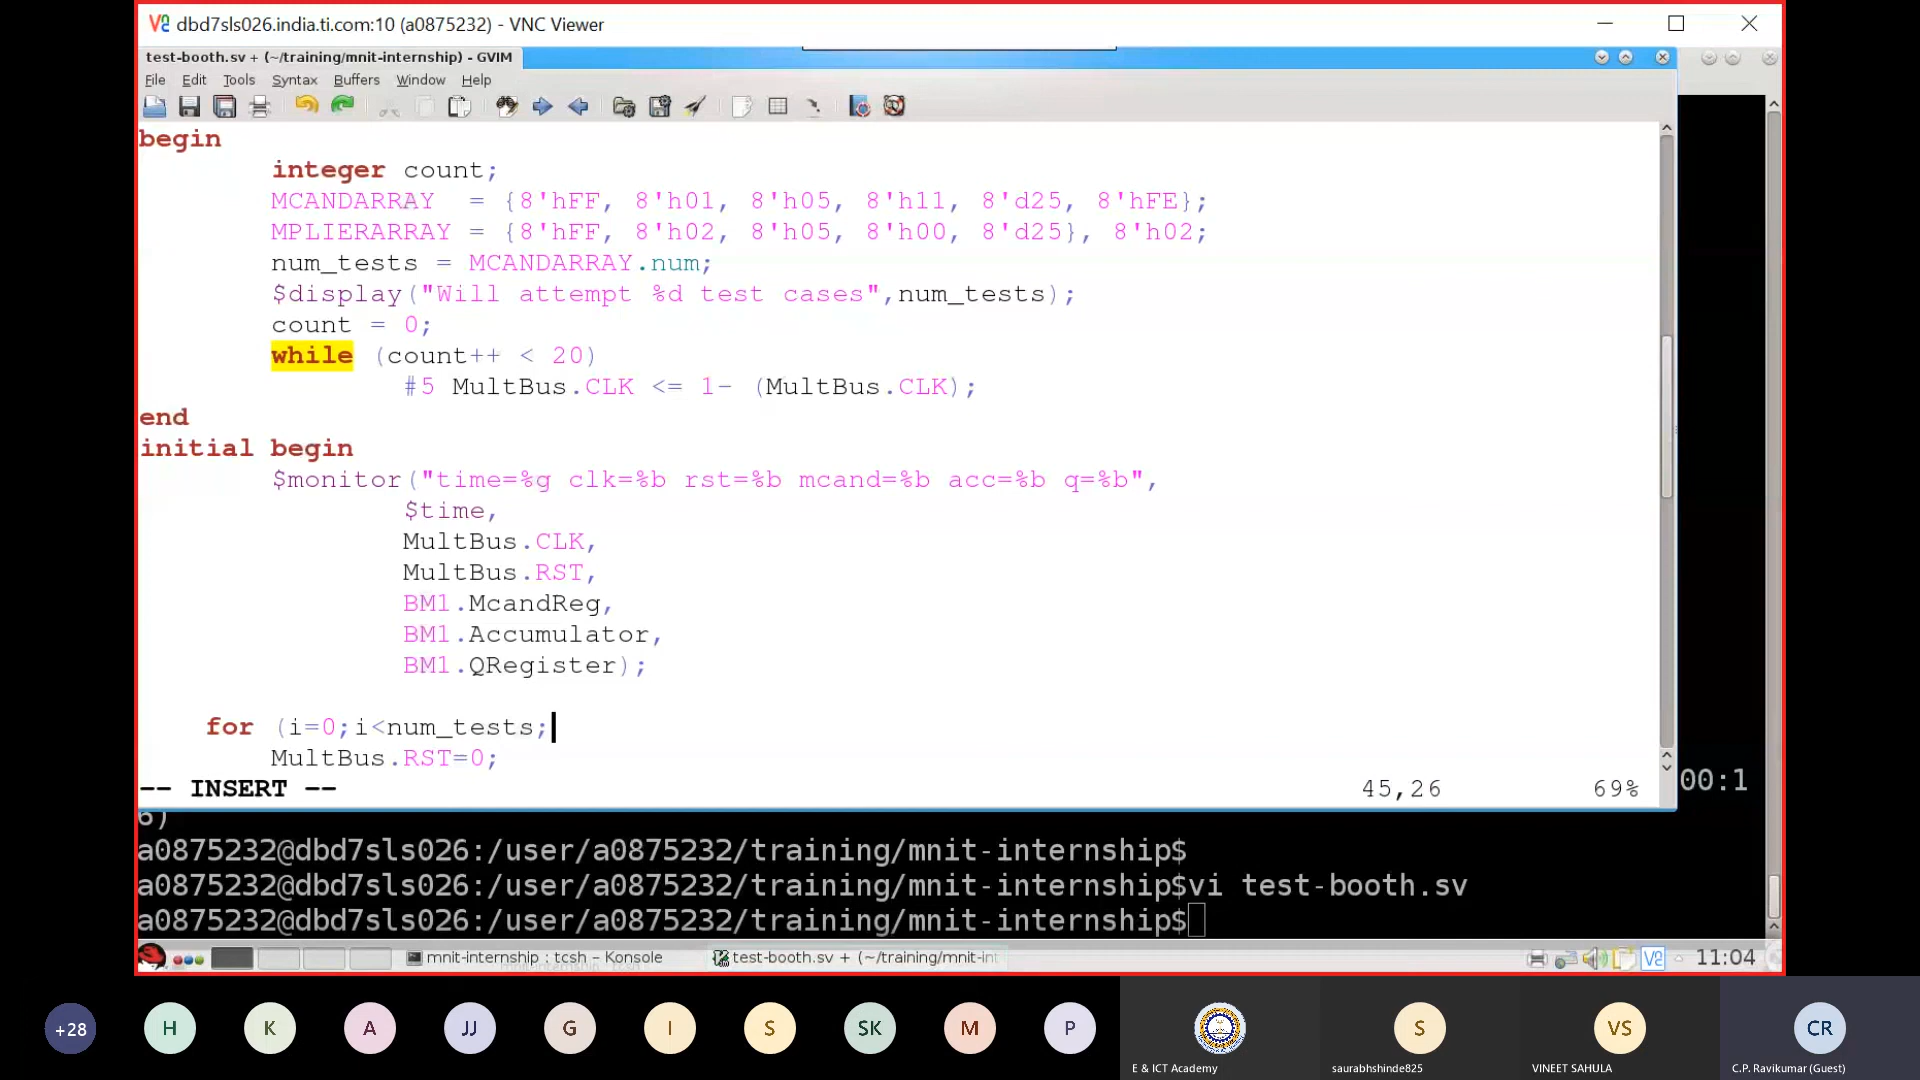 dbd7sls026.india.ti.com:10 (a0875232) - VNC Viewer
test-booth.sv + (~/training/mnit-internship) - GVIM
File Edit Tools Syntax Buffers Window Help
begin
integer count;
MCANDARRAY = {8'hFF, 8'h01, 8'h05, 8'h11, 8'd25, 8'hFE};
MPLIERARRAY = {8'hFF, 8'h02, 8'h05, 8'h00, 8'd25}, 8'h02;
num_tests = MCANDARRAY.num;
$display("Will attempt %d test cases",num_tests);
count = 0;
while (count++ < 20)
#5 MultBus.CLK <= 1- (MultBus.CLK);
end
initial begin
$monitor("time=%g clk=%b rst=%b mcand=%b acc=%b q=%b",
$time,
MultBus.CLK,
MultBus.RST,
BM1.McandReg,
BM1.Accumulator,
BM1.QRegister);
for (i=0;i<num_tests;
MultBus.RST=0;
-- INSERT -- 45,26 69%
00:1
6)
a0875232@dbd7sls026:/user/a0875232/training/mnit-internship$
a0875232@dbd7sls026:/user/a0875232/training/mnit-internship$vi test-booth.sv
a0875232@dbd7sls026:/user/a0875232/training/mnit-internship$
mnit-internship : tcsh – Konsole test-booth.sv + (~/training/mnit-int 11:04
+28 H K A JJ G I S SK M P S VS CR
E & ICT Academy saurabhshinde825 VINEET SAHULA C.P. Ravikumar (Guest)